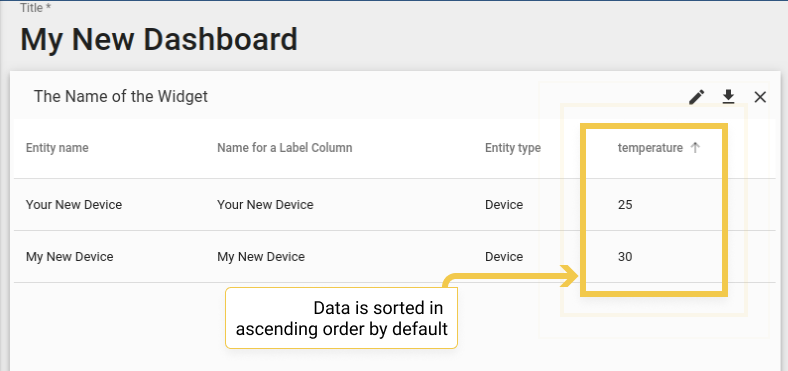 Title *
My New Dashboard
The Name of the Widget
Entity name Name for a Label Column Entity type temperature
Your New Device Your New Device Device 25
My New Device My New Device Device 30
Data is sorted in
ascending order by default